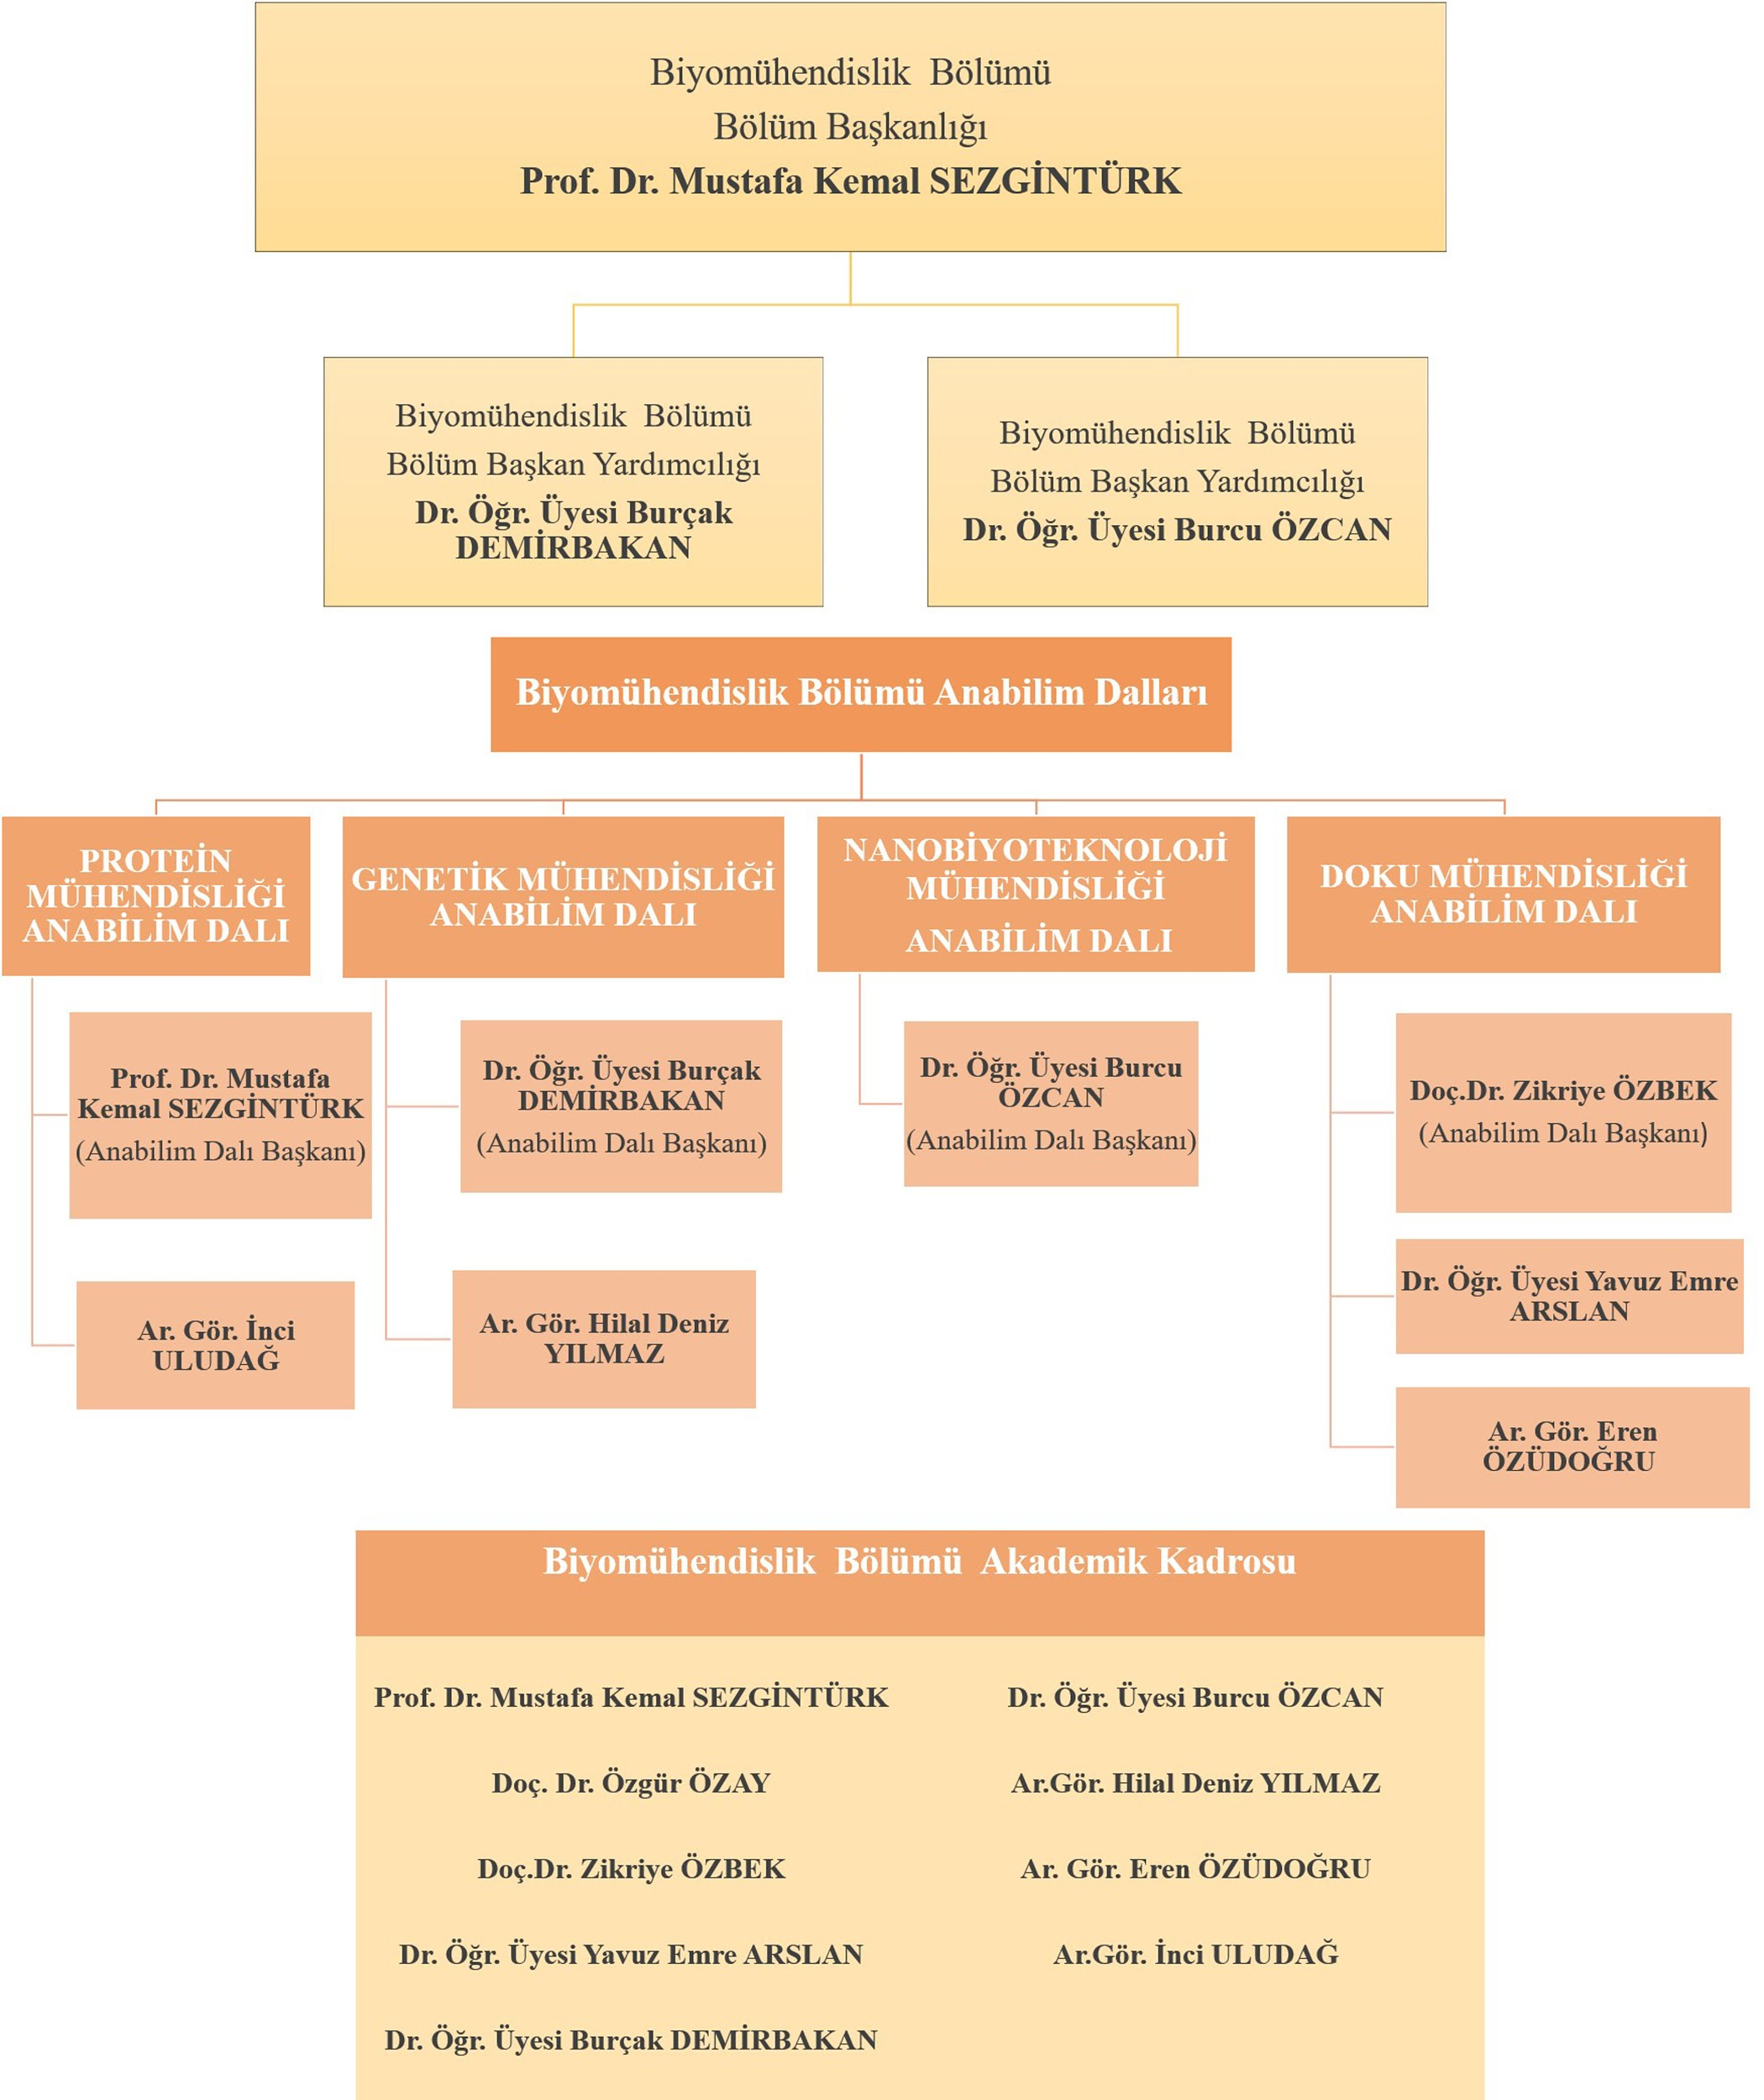 Biyomühendislik  Bölümü
Bölüm Başkanlığı
Prof. Dr. Mustafa Kemal SEZGİNTÜRK
Biyomühendislik  Bölümü
Bölüm Başkan Yardımcılığı
Dr. Öğr. Üyesi Burçak
DEMİRBAKAN
Biyomühendislik  Bölümü
Bölüm Başkan Yardımcılığı
Dr. Öğr. Üyesi Burcu ÖZCAN
Biyomühendislik Bölümü Anabilim Dalları
PROTEİN
MÜHENDİSLİĞİ
ANABİLİM DALI
Prof. Dr. Mustafa
Kemal SEZGİNTÜRK
(Anabilim Dalı Başkanı)
Ar. Gör. İnci
ULUDAĞ
GENETİK MÜHENDİSLİĞİ
ANABİLİM DALI
Dr. Öğr. Üyesi Burçak
DEMİRBAKAN
(Anabilim Dalı Başkanı)
Ar. Gör. Hilal Deniz
YILMAZ
NANOBİYOTEKNOLOJİ
MÜHENDİSLİĞİ
ANABİLİM DALI
Dr. Öğr. Üyesi Burcu
ÖZCAN
(Anabilim Dalı Başkanı)
DOKU MÜHENDİSLİĞİ
ANABİLİM DALI
Doç.Dr. Zikriye ÖZBEK
(Anabilim Dalı Başkanı)
Dr. Öğr. Üyesi Yavuz Emre
ARSLAN
Ar. Gör. Eren
ÖZÜDOĞRU
Biyomühendislik  Bölümü  Akademik Kadrosu
Prof. Dr. Mustafa Kemal SEZGİNTÜRK
Doç. Dr. Özgür ÖZAY
Doç.Dr. Zikriye ÖZBEK
Dr. Öğr. Üyesi Yavuz Emre ARSLAN
Dr. Öğr. Üyesi Burçak DEMİRBAKAN
Dr. Öğr. Üyesi Burcu ÖZCAN
Ar.Gör. Hilal Deniz YILMAZ
Ar. Gör. Eren ÖZÜDOĞRU
Ar.Gör. İnci ULUDAĞ